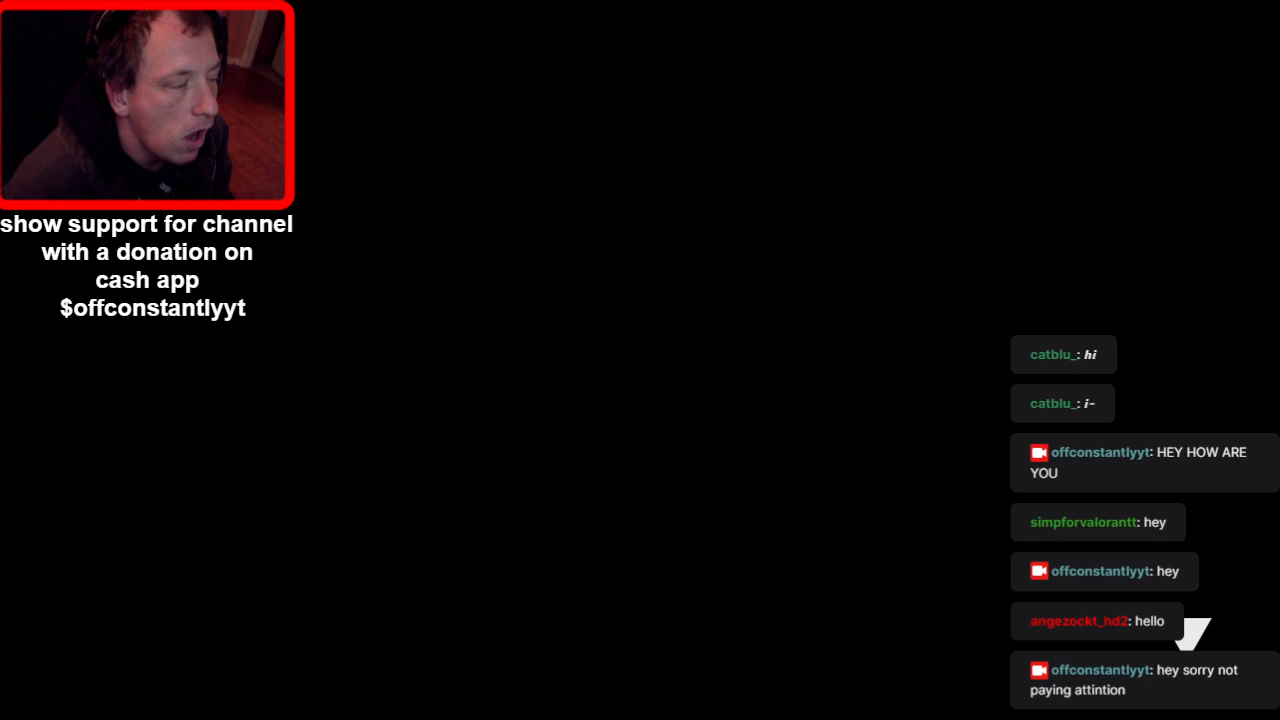 show support for channel
with a donation on
cash app
$offconstantlyyt
catblu_: hi
catblu_: i-
offconstantlyyt: HEY HOW ARE
YOU
simpforvalorantt: hey
offconstantlyyt: hey
angezockt_hd2: hello
offconstantlyyt: hey sorry not
paying attintion